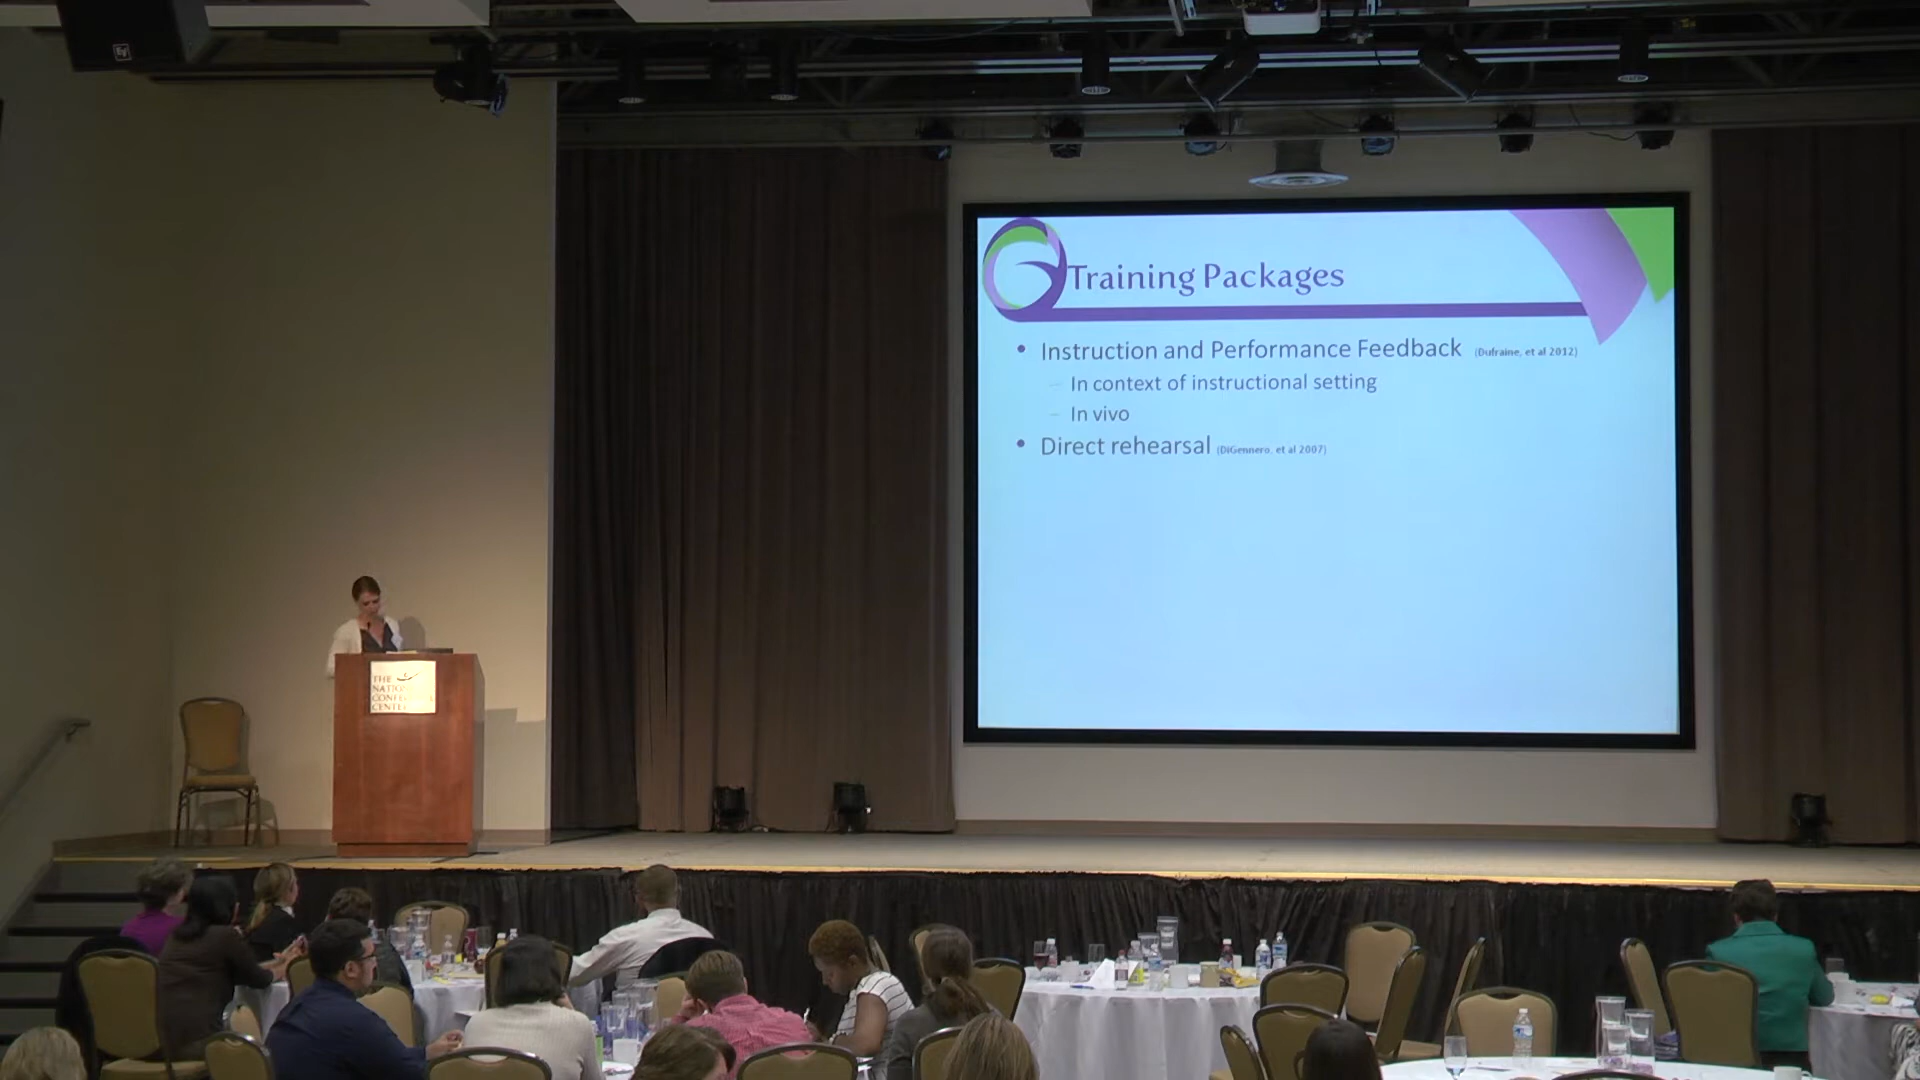 Training Packages
• Instruction and Performance Feedback (Dufraine, et al 2012)
– In context of instructional setting
– In vivo
• Direct rehearsal (DiGennero, et al 2007)
THE